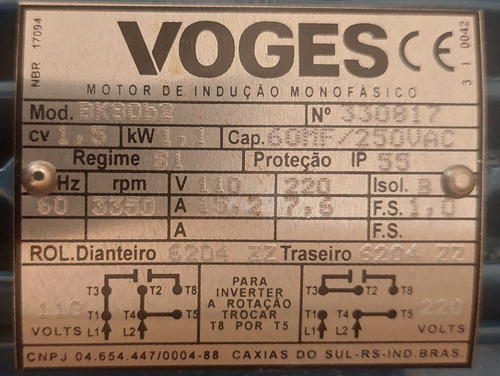 NBR 17094
VOGES CE
3 I 0042
MOTOR DE INDUÇÃO MONOFÁSICO
Mod. BK90b2 Nº 330817
cv 1,5 kW 1,1 Cap. 60MF/250VAC
Regime S1 Proteção IP 55
Hz rpm V 110 220 Isol. B
60 3350 A 15,2 7,6 F.S. 1,0
A F.S.
ROL.Dianteiro 6204 ZZ Traseiro 6204 ZZ
T3 T2 T8
110 T1 T4 T5
VOLTS L1 L2
PARA
INVERTER
A ROTAÇÃO
TROCAR
T8 POR T5
T3 T2 T8
T1 T4 T5 220
L1 L2 VOLTS
CNPJ 04.654.447/0004-88 CAXIAS DO SUL-RS-IND.BRAS.